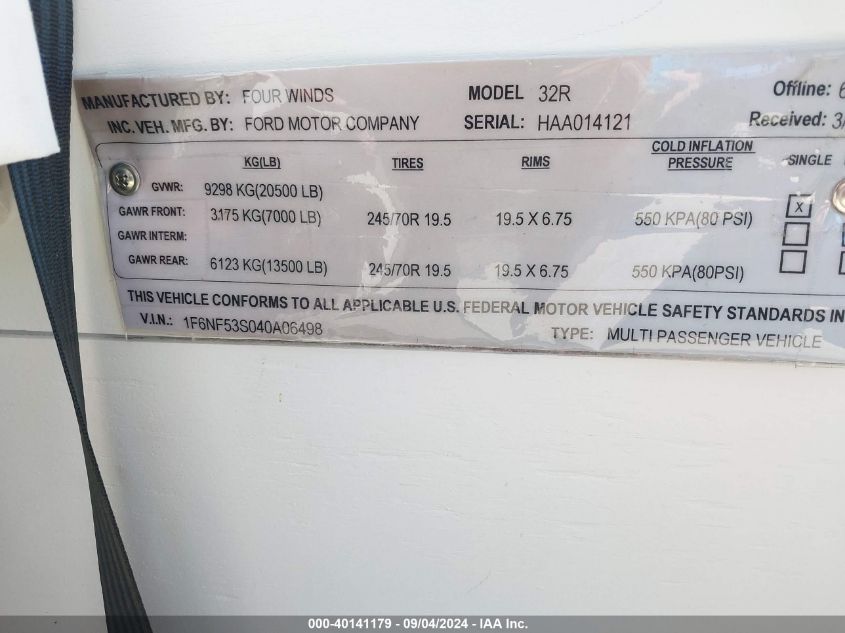 MANUFACTURED BY: FOUR WINDS MODEL 32R Offline: 6
INC. VEH. MFG. BY: FORD MOTOR COMPANY SERIAL: HAA014121 Received: 3/
KG(LB) TIRES RIMS COLD INFLATION PRESSURE SINGLE
GVWR: 9298 KG(20500 LB)
GAWR FRONT: 3175 KG(7000 LB) 245/70R 19.5 19.5 X 6.75 550 KPA(80 PSI) X
GAWR INTERM:
GAWR REAR: 6123 KG(13500 LB) 245/70R 19.5 19.5 X 6.75 550 KPA(80PSI)
THIS VEHICLE CONFORMS TO ALL APPLICABLE U.S. FEDERAL MOTOR VEHICLE SAFETY STANDARDS IN
V.I.N.: 1F6NF53S040A06498 TYPE: MULTI PASSENGER VEHICLE
000-40141179 - 09/04/2024 - IAA Inc.